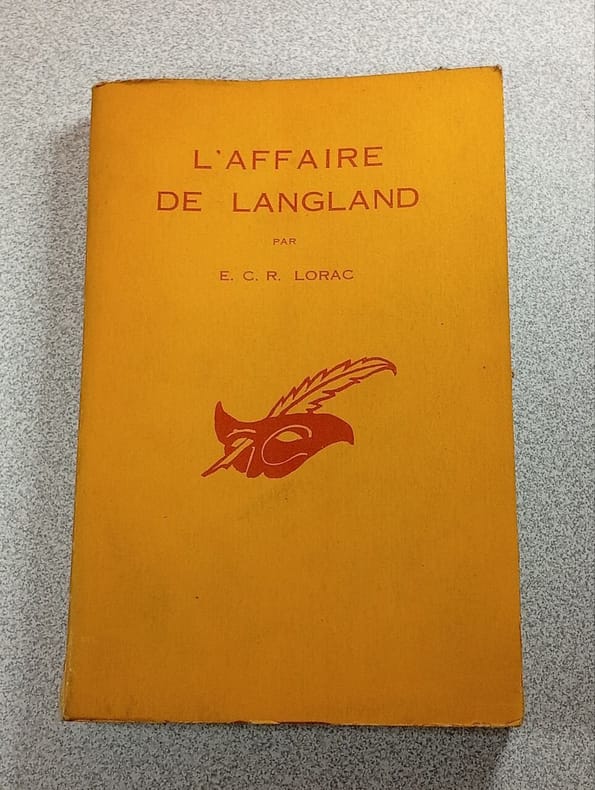 L'AFFAIRE
DE LANGLAND
PAR
E. C. R. LORAC